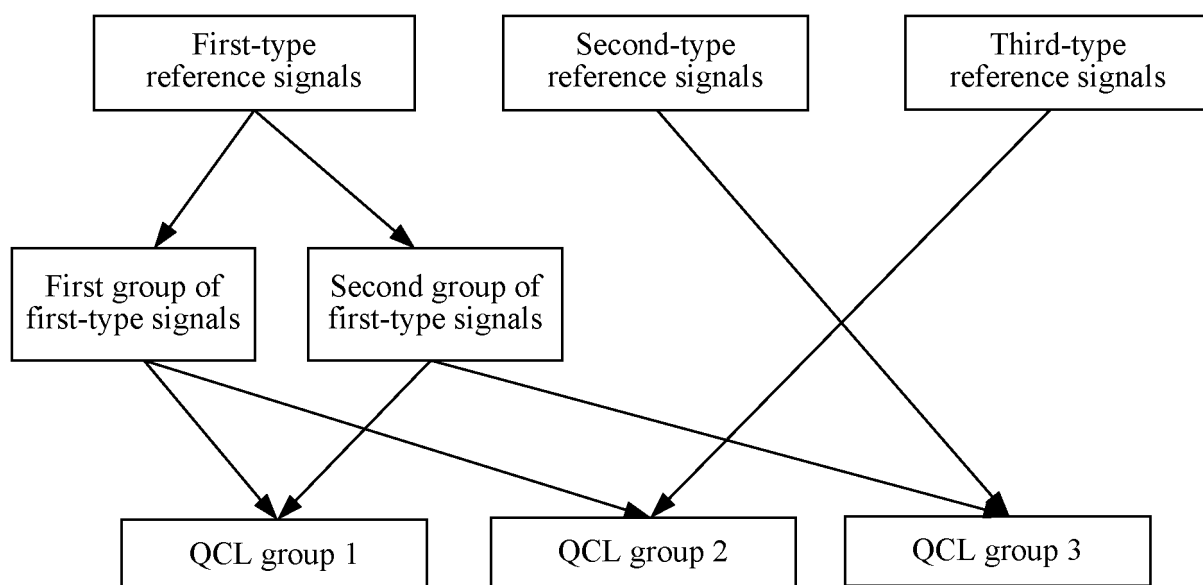 First-type
reference signals
Second-type
reference signals
Third-type
reference signals
First group of
first-type signals
Second group of
first-type signals
QCL group 1
QCL group 2
QCL group 3